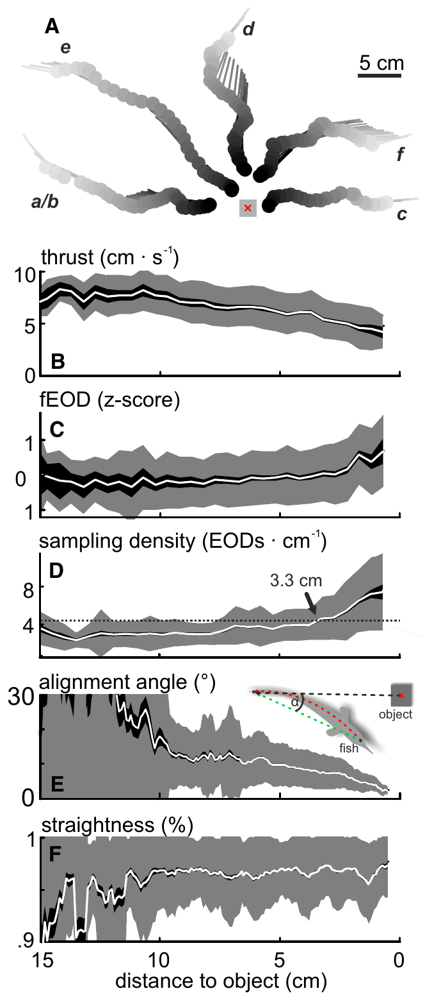 A
d
e
5 cm
f
a/b
×
c
thrust (cm · s⁻¹)
10
5
B
0
fEOD (z-score)
C
1
0
1
sampling density (EODs · cm⁻¹)
D
8
3.3 cm
4
alignment angle (°)
30
α
×
object
fish
E
0
straightness (%)
1
F
.9
15 10 5 0
distance to object (cm)